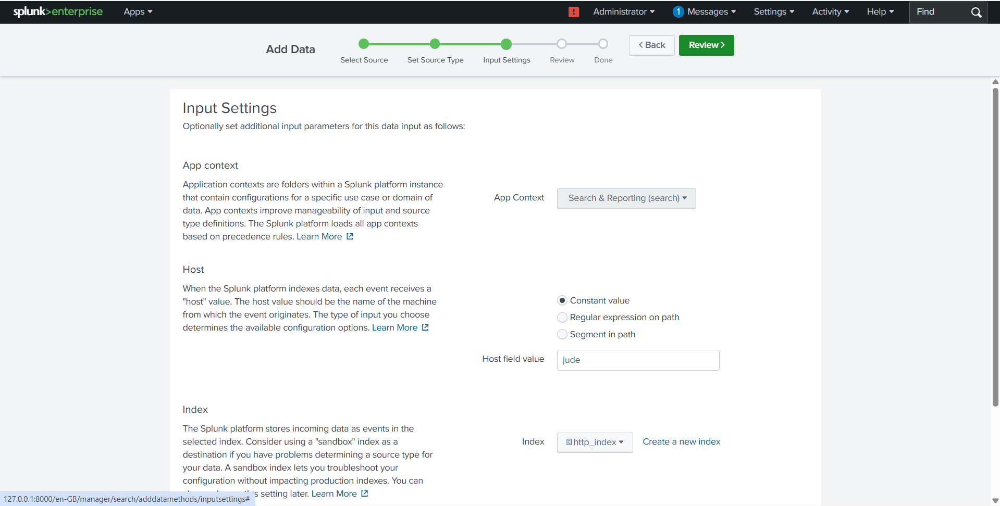 splunk>enterprise Apps ! Administrator 1 Messages Settings Activity Help Find
Add Data
Select Source Set Source Type Input Settings Review Done
< Back Review >
Input Settings
Optionally set additional input parameters for this data input as follows:
App context
Application contexts are folders within a Splunk platform instance
that contain configurations for a specific use case or domain of
data. App contexts improve manageability of input and source
type definitions. The Splunk platform loads all app contexts
based on precedence rules. Learn More
App Context Search & Reporting (search)
Host
When the Splunk platform indexes data, each event receives a
"host" value. The host value should be the name of the machine
from which the event originates. The type of input you choose
determines the available configuration options. Learn More
Constant value
Regular expression on path
Segment in path
Host field value jude
Index
The Splunk platform stores incoming data as events in the
selected index. Consider using a "sandbox" index as a
destination if you have problems determining a source type for
your data. A sandbox index lets you troubleshoot your
configuration without impacting production indexes. You can
setting later. Learn More
Index http_index Create a new index
127.0.0.1:8000/en-GB/manager/search/adddatamethods/inputsettings#